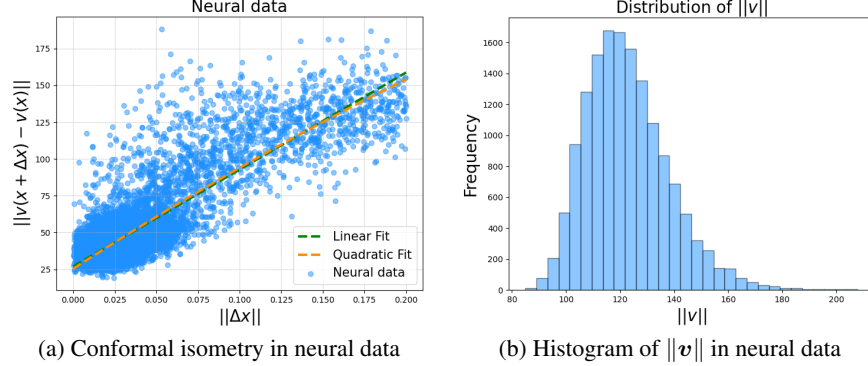 Neural data
||v(x + Δx) − v(x)||
175
150
125
100
75
50
25
0.000 0.025 0.050 0.075 0.100 0.125 0.150 0.175 0.200
||Δx||
Linear Fit
Quadratic Fit
Neural data
(a) Conformal isometry in neural data
Distribution of ||v||
Frequency
1600
1400
1200
1000
800
600
400
200
0
80 100 120 140 160 180 200
||v||
(b) Histogram of ‖v‖ in neural data